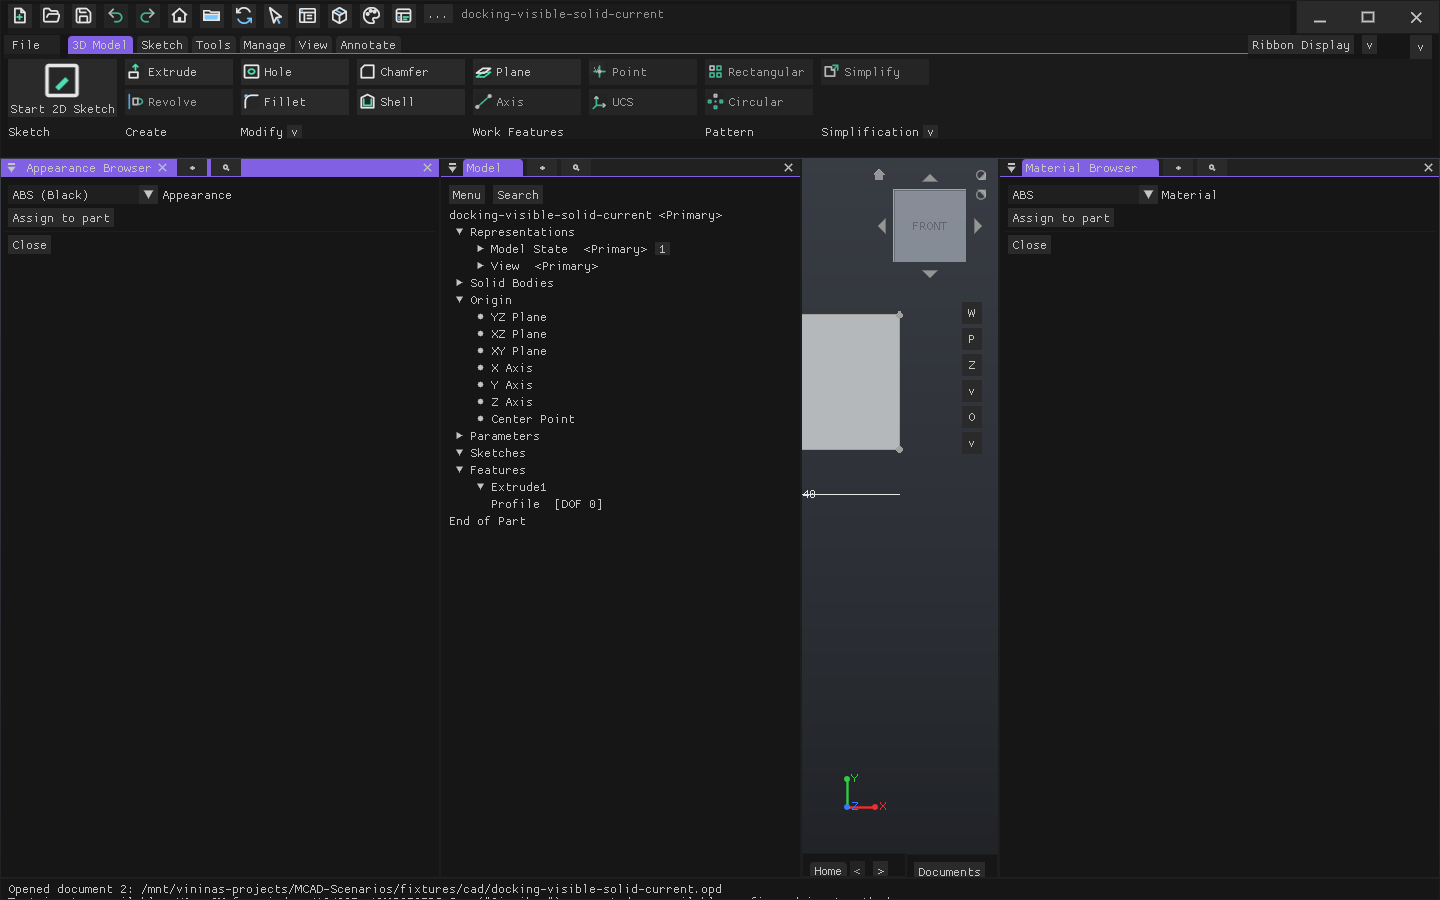 ... docking-visible-solid-current
File 3D Model Sketch Tools Manage View Annotate Ribbon Display v v
Start 2D Sketch
Extrude Hole Chamfer Plane Point Rectangular Simplify
Revolve Fillet Shell Axis UCS Circular
Sketch Create Modify v Work Features Pattern Simplification v
Appearance Browser
ABS (Black) Appearance
Assign to part
Close
Model
Menu Search
docking-visible-solid-current <Primary>
Representations
Model State <Primary> 1
View <Primary>
Solid Bodies
Origin
YZ Plane
XZ Plane
XY Plane
X Axis
Y Axis
Z Axis
Center Point
Parameters
Sketches
Features
Extrude1
Profile [DOF 0]
End of Part
FRONT
W
P
Z
v
O
v
40
Y
Z X
Home < > Documents
Material Browser
ABS Material
Assign to part
Close
Opened document 2: /mnt/vininas-projects/MCAD-Scenarios/fixtures/cad/docking-visible-solid-current.opd